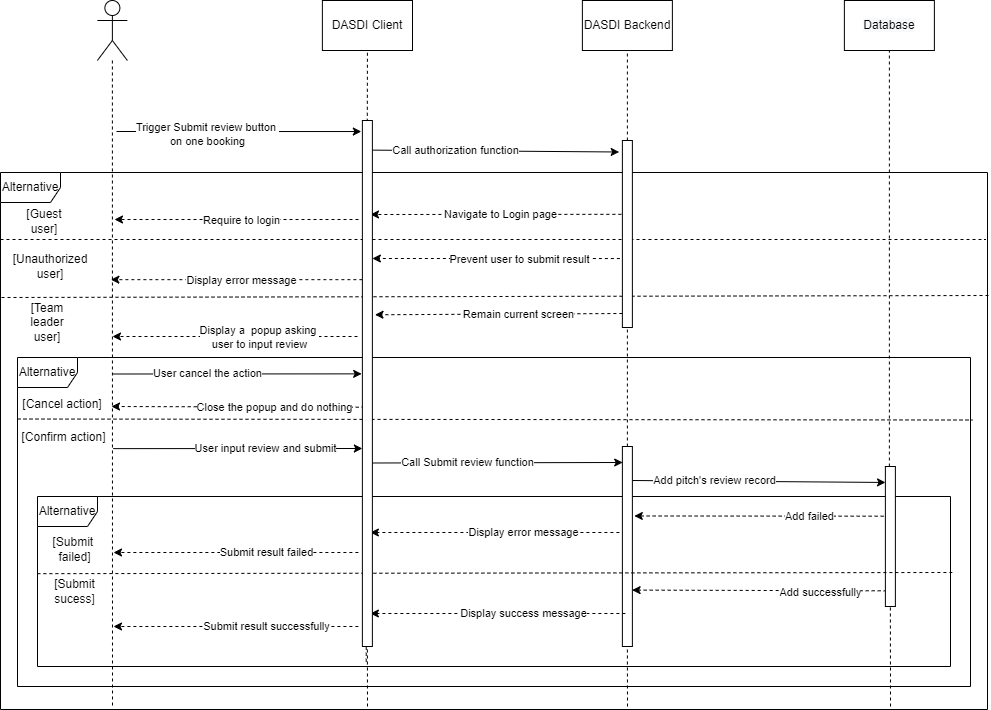 DASDI Client
DASDI Backend
Database
Trigger Submit review button
on one booking
Call authorization function
Alternative
[Guest
user]
Navigate to Login page
Require to login
[Unauthorized
user]
Prevent user to submit result
Display error message
[Team
leader
user]
Remain current screen
Display a  popup asking
user to input review
Alternative
User cancel the action
[Cancel action]
Close the popup and do nothing
[Confirm action]
User input review and submit
Call Submit review function
Add pitch's review record
Alternative
Add failed
Display error message
[Submit
failed]
Submit result failed
[Submit
sucess]
Add successfully
Display success message
Submit result successfully